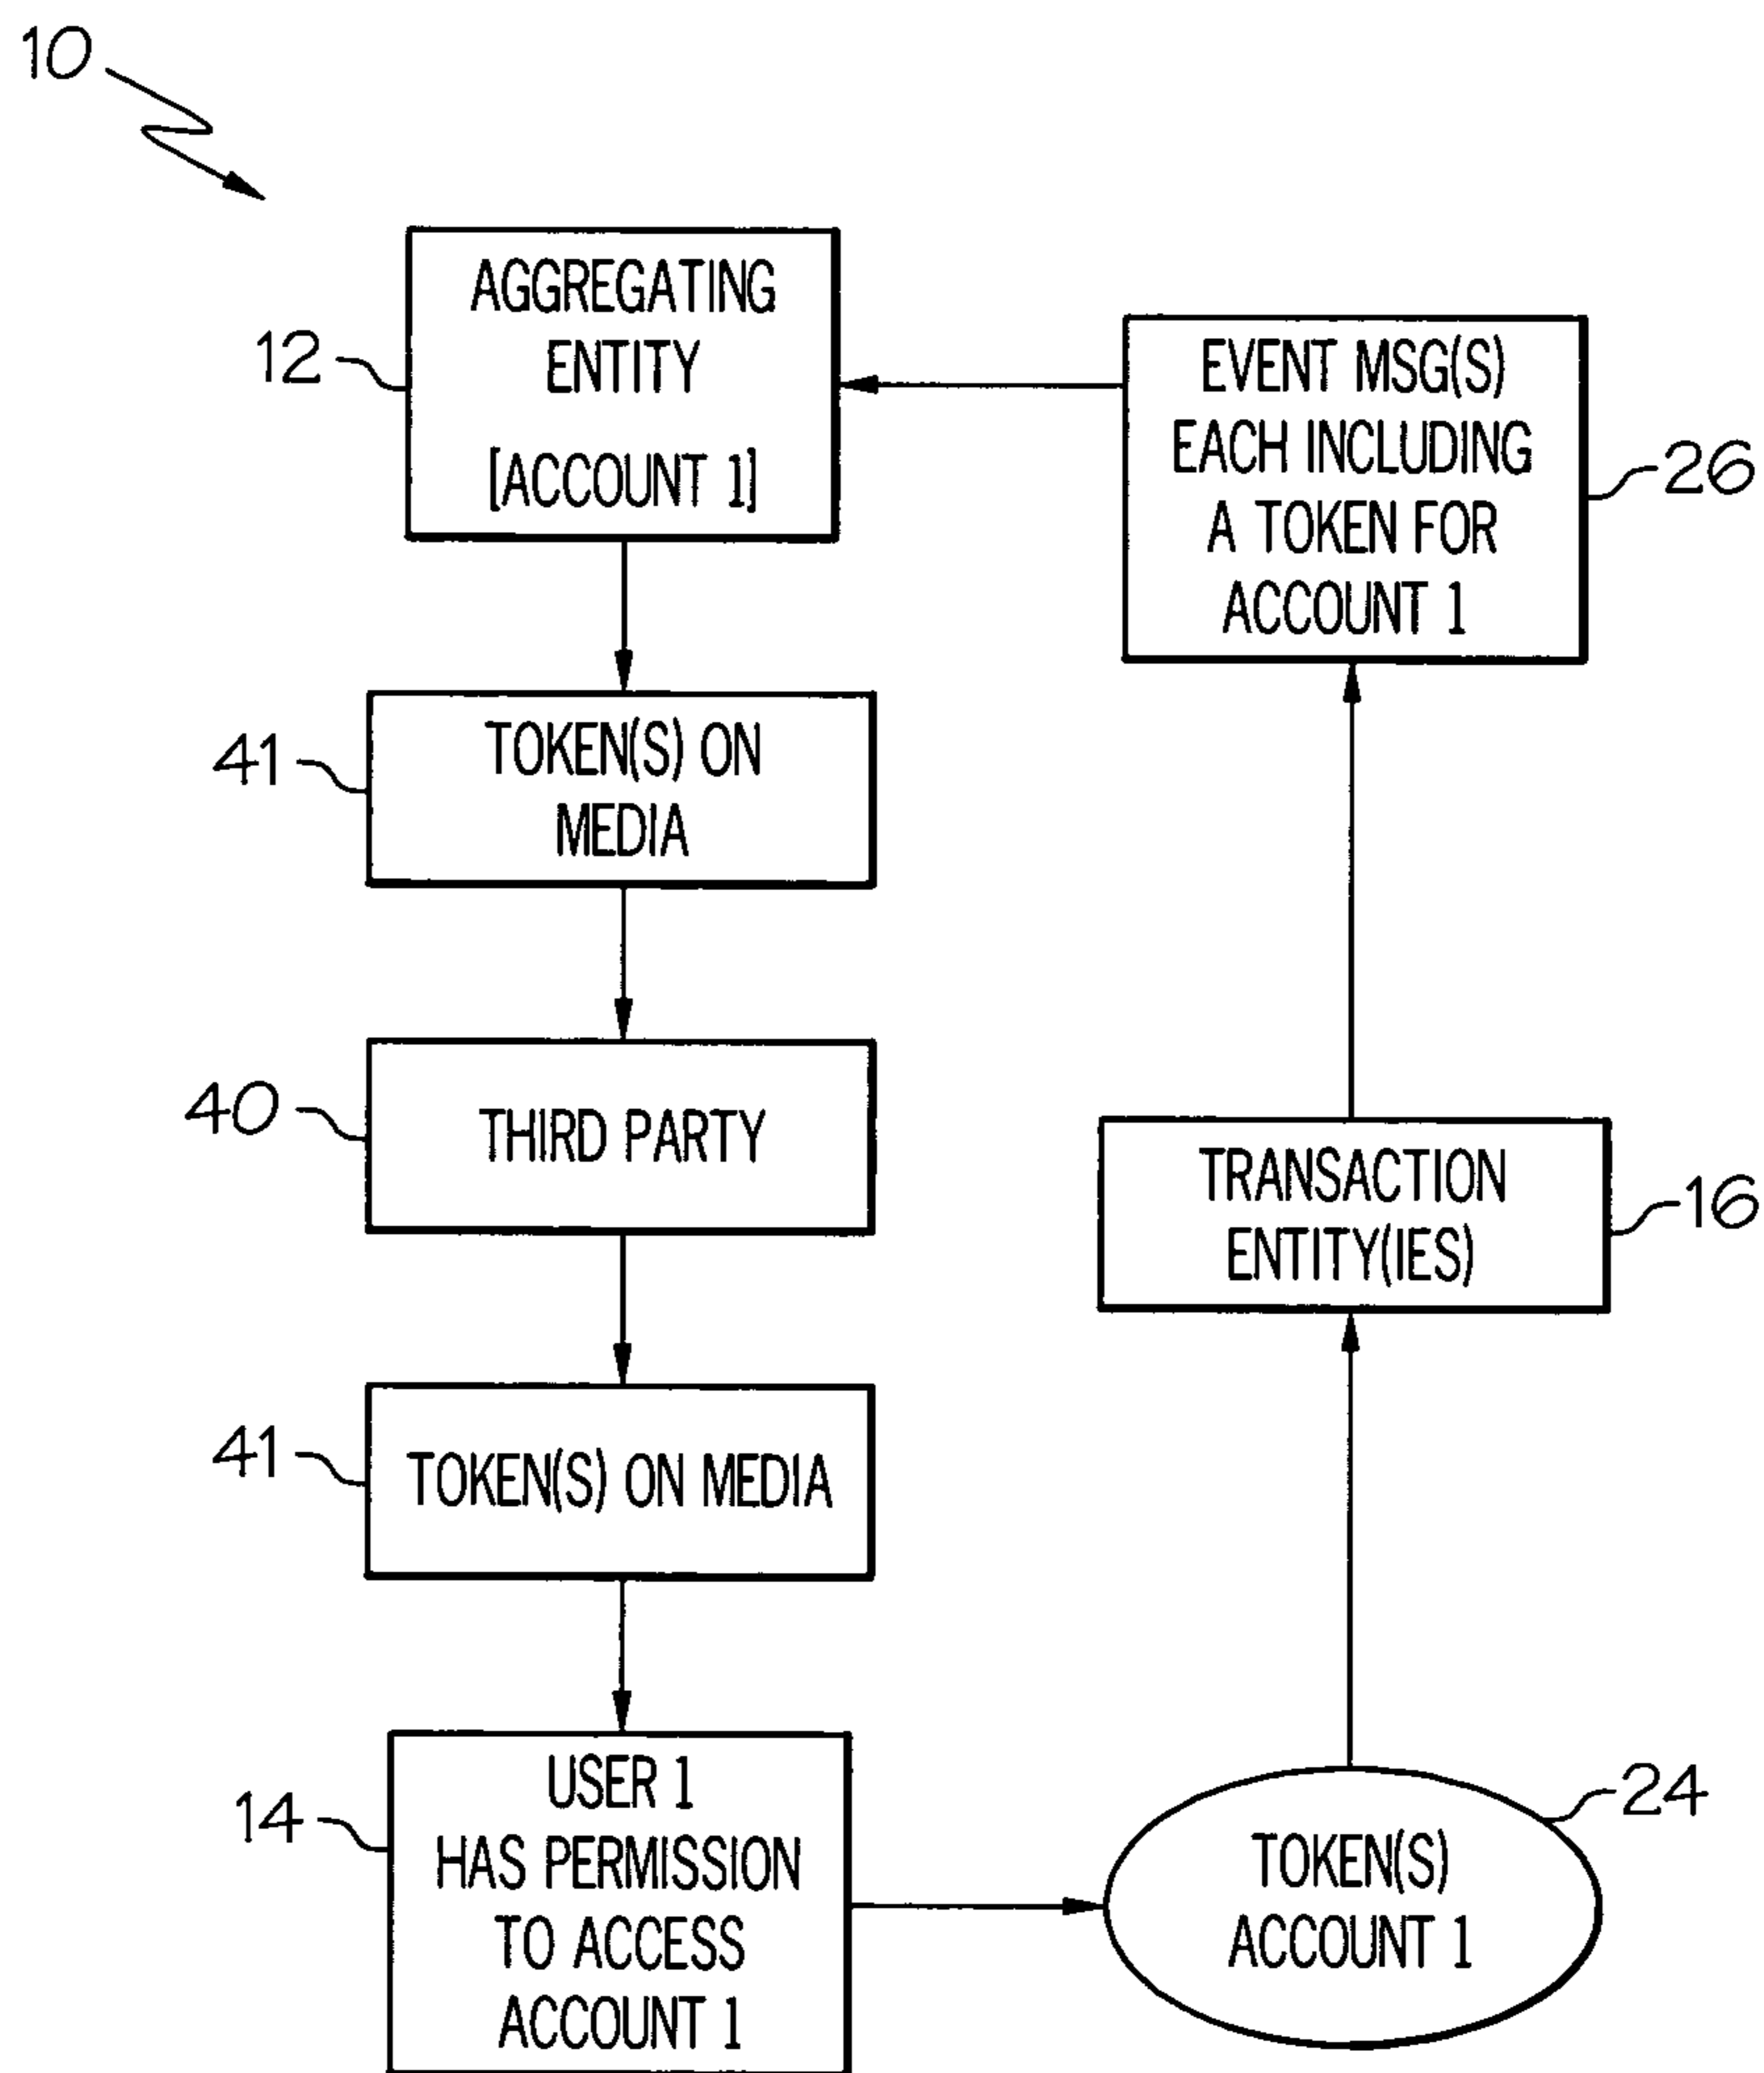 10
12
AGGREGATING
ENTITY
[ACCOUNT 1]
EVENT MSG(S)
EACH INCLUDING
A TOKEN FOR
ACCOUNT 1
26
41
TOKEN(S) ON
MEDIA
40
THIRD PARTY
TRANSACTION
ENTITY(IES)
16
41
TOKEN(S) ON MEDIA
14
USER 1
HAS PERMISSION
TO ACCESS
ACCOUNT 1
24
TOKEN(S)
ACCOUNT 1